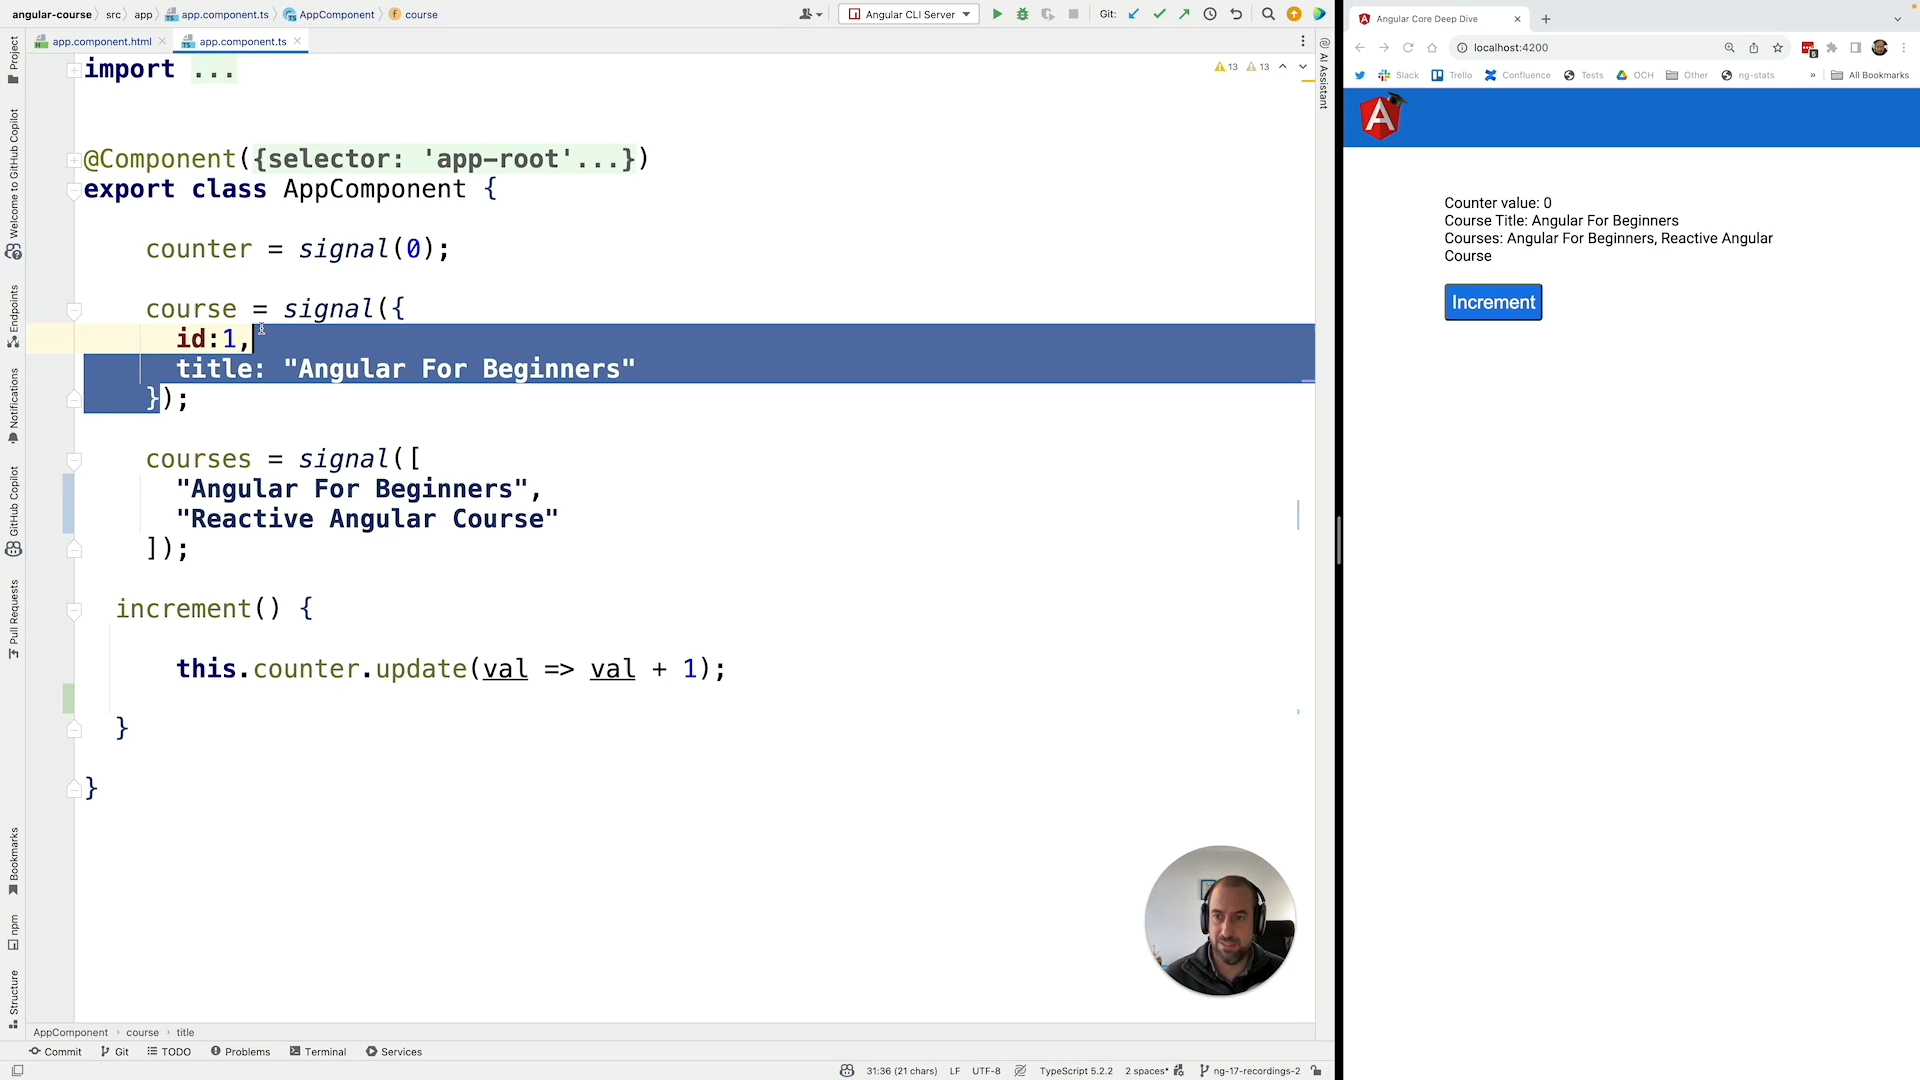 angular-course > src > app > app.component.ts > AppComponent > course
Angular CLI Server
Git:
app.component.html
app.component.ts
import ...
13 13
@Component({selector: 'app-root'...})
export class AppComponent {
counter = signal(0);
course = signal({
id:1,
title: "Angular For Beginners"
});
courses = signal([
"Angular For Beginners",
"Reactive Angular Course"
]);
increment() {
this.counter.update(val => val + 1);
}
}
Project
Welcome to GitHub Copilot
Endpoints
Notifications
GitHub Copilot
Pull Requests
Bookmarks
npm
Structure
AI Assistant
AppComponent > course > title
Commit Git TODO Problems Terminal Services
31:36 (21 chars) LF UTF-8 TypeScript 5.2.2 2 spaces* ng-17-recordings-2
Angular Core Deep Dive
localhost:4200
Slack Trello Confluence Tests OCH Other ng-stats » All Bookmarks
A
Counter value: 0
Course Title: Angular For Beginners
Courses: Angular For Beginners, Reactive Angular
Course
Increment